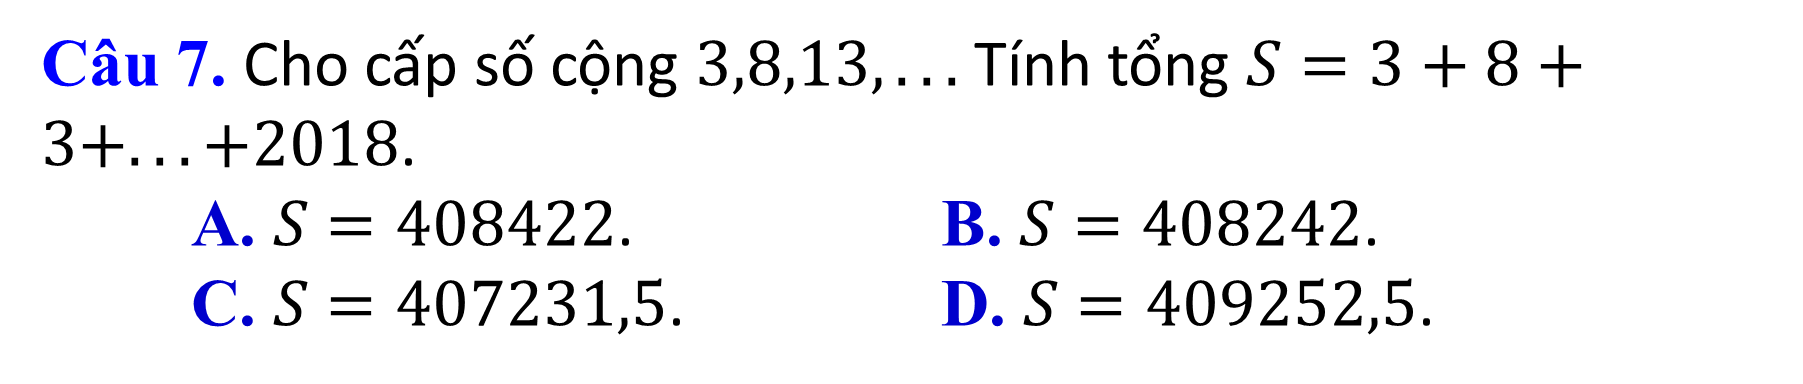 Câu 7. Cho cấp số cộng 3,8,13,... Tính tổng S = 3 + 8 +
3+...+2018.
A. S = 408422. B. S = 408242.
C. S = 407231,5. D. S = 409252,5.